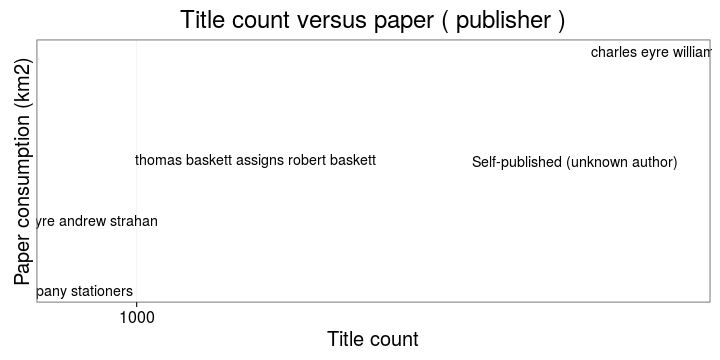 Title count versus paper ( publisher )
Paper consumption (km2)
charles eyre william
thomas baskett assigns robert baskett
Self-published (unknown author)
yre andrew strahan
pany stationers
1000
Title count